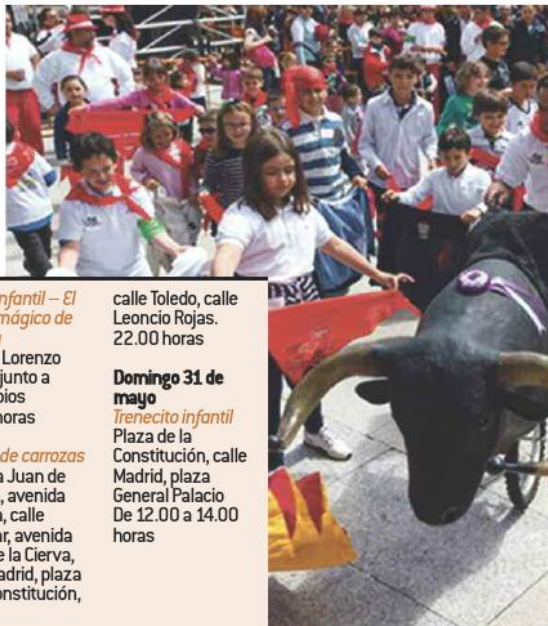 nfantil – El
mágico de
Lorenzo
junto a
pios
horas
de carrozas
a Juan de
, avenida
a, calle
ar, avenida
e la Cierva,
adrid, plaza
onstitución,
calle Toledo, calle
Leoncio Rojas.
22.00 horas
Domingo 31 de
mayo
Trenecito infantil
Plaza de la
Constitución, calle
Madrid, plaza
General Palacio
De 12.00 a 14.00
horas